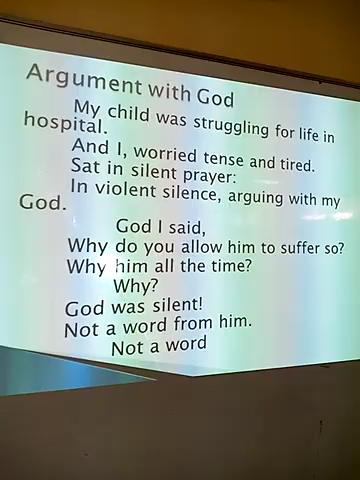 Argument with God
My child was struggling for life in
hospital.
And I, worried tense and tired.
Sat in silent prayer:
In violent silence, arguing with my
God.
God I said,
Why do you allow him to suffer so?
Why him all the time?
Why?
God was silent!
Not a word from him.
Not a word